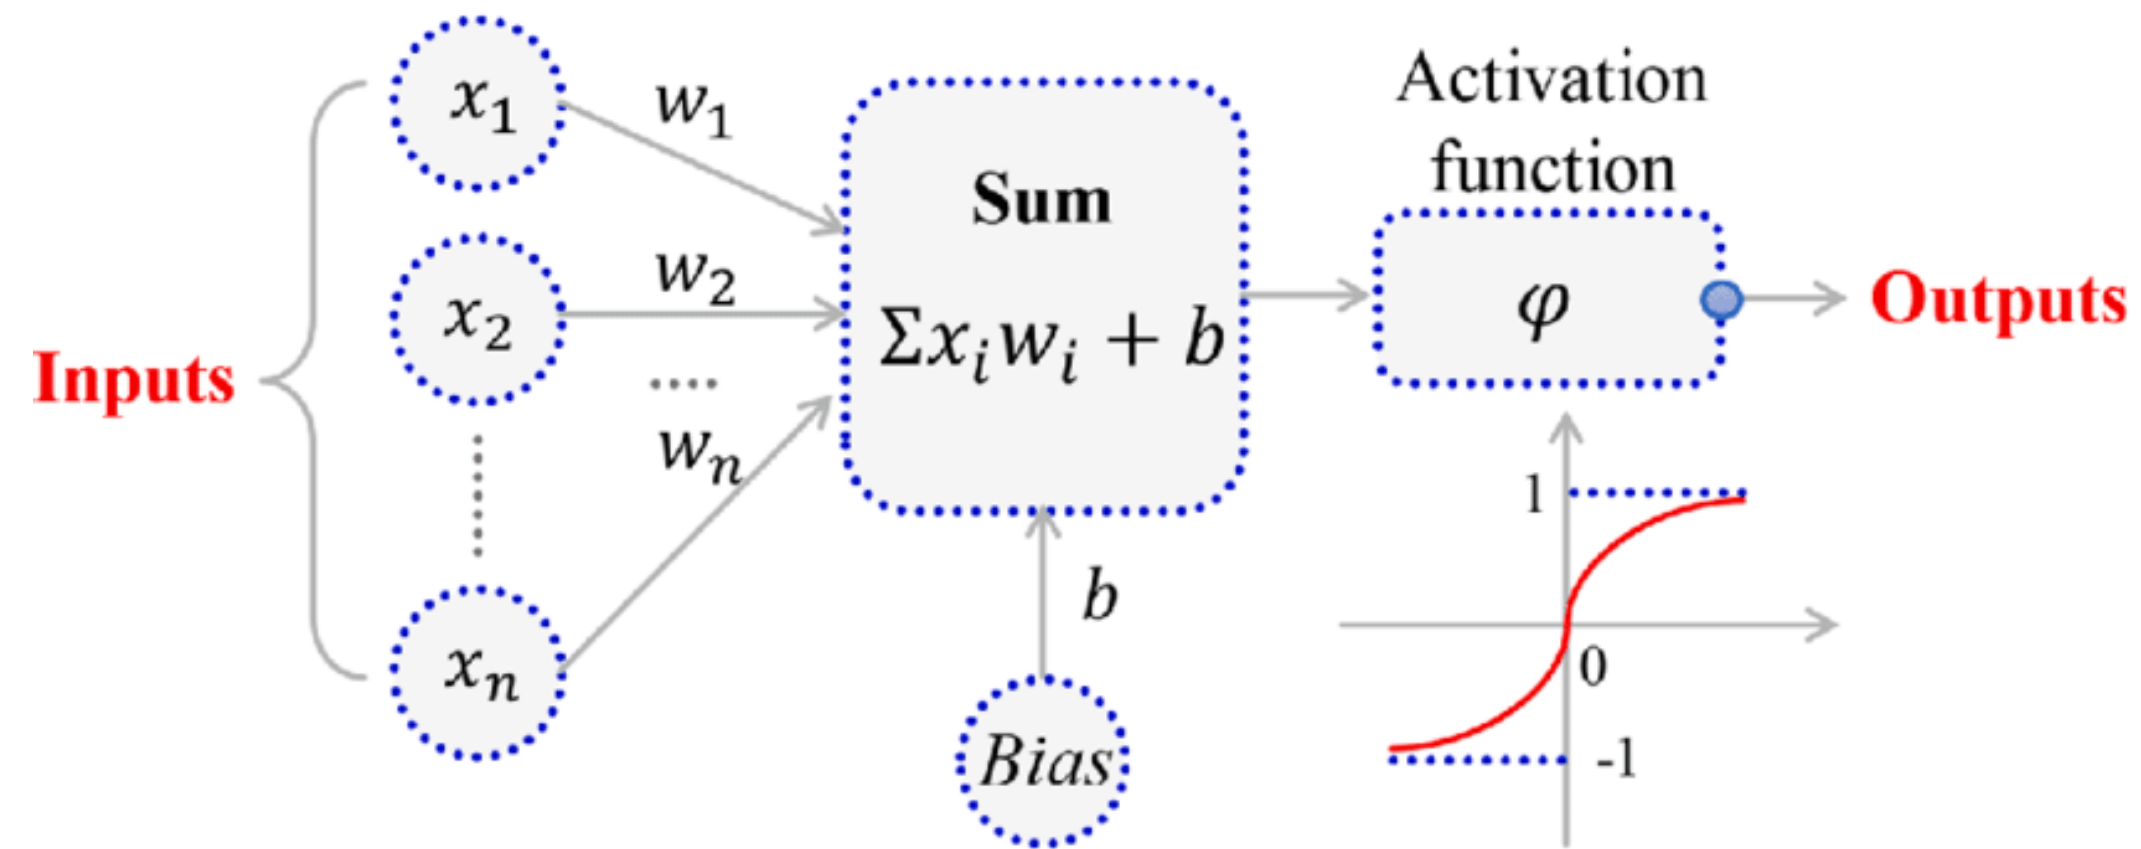 Inputs
x₁
x₂
xₙ
w₁
w₂
....
wₙ
Sum
Σxᵢwᵢ + b
b
Bias
Activation
function
φ
Outputs
1
0
-1